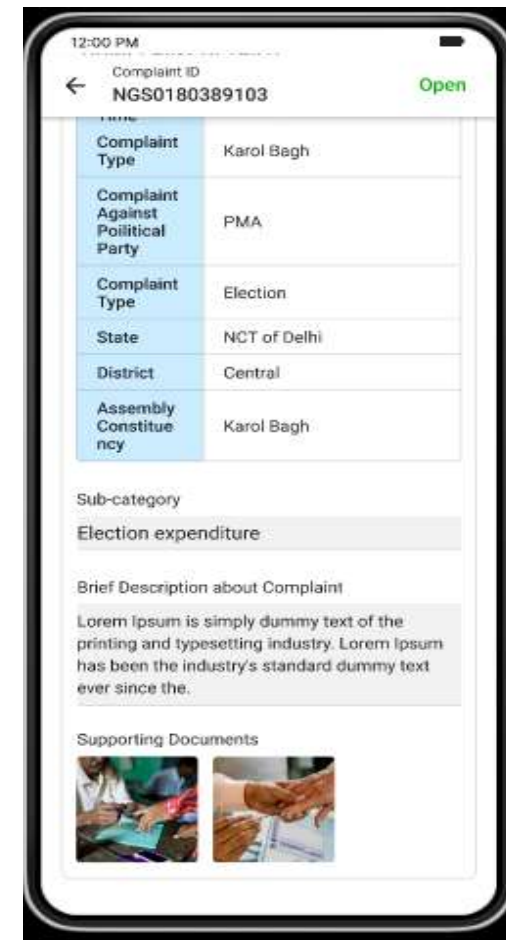 12:00 PM
Complaint ID
NGS0180389103
Open
Time
Complaint
Type
Karol Bagh
Complaint
Against
Poilitical
Party
PMA
Complaint
Type
Election
State
NCT of Delhi
District
Central
Assembly
Constitue
ncy
Karol Bagh
Sub-category
Election expenditure
Brief Description about Complaint
Lorem Ipsum is simply dummy text of the
printing and typesetting industry. Lorem Ipsum
has been the industry's standard dummy text
ever since the.
Supporting Documents